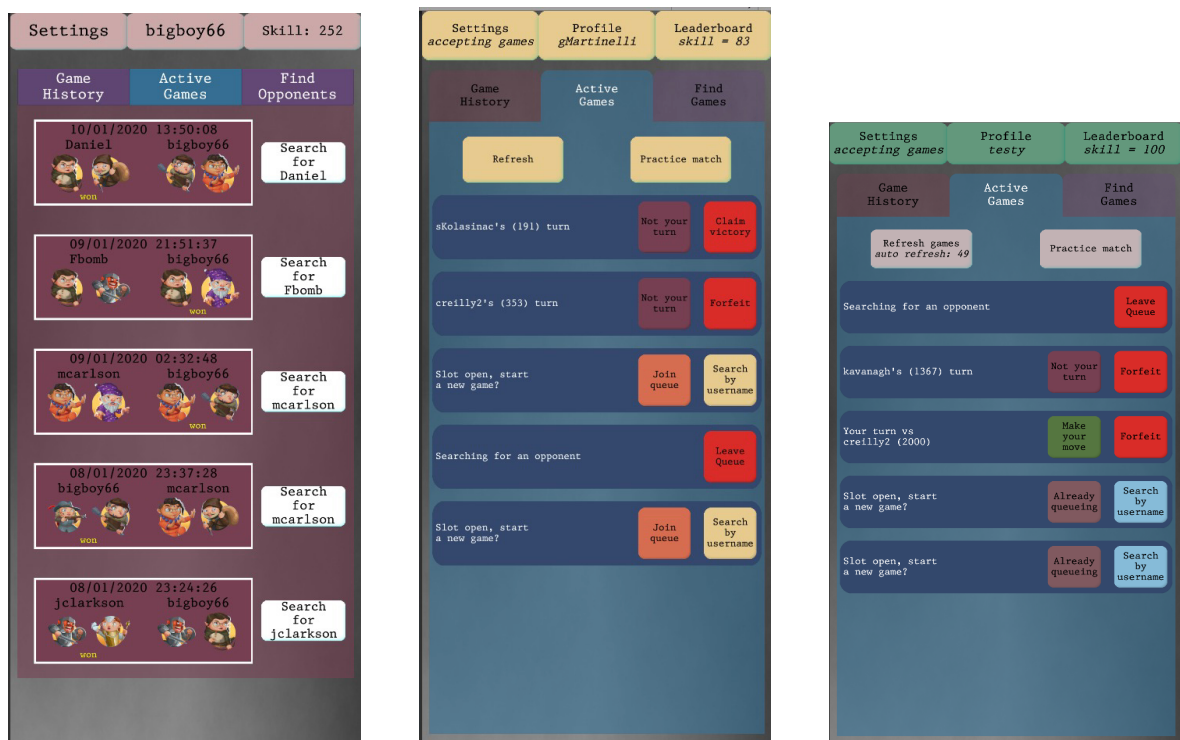 Settings
bigboy66
Skill: 252
Game
History
Active
Games
Find
Opponents
10/01/2020 13:50:08
Daniel
bigboy66
won
Search
for
Daniel
09/01/2020 21:51:37
Fbomb
bigboy66
won
Search
for
Fbomb
09/01/2020 02:32:48
mcarlson
bigboy66
won
Search
for
mcarlson
08/01/2020 23:37:28
bigboy66
mcarlson
won
Search
for
mcarlson
08/01/2020 23:24:26
jclarkson
bigboy66
won
Search
for
jclarkson
Settings
accepting games
Profile
gMartinelli
Leaderboard
skill = 83
Game
History
Active
Games
Find
Games
Refresh
Practice match
sKolasinac's (191) turn
Not your
turn
Claim
victory
creilly2's (353) turn
Not your
turn
Forfeit
Slot open, start
a new game?
Join
queue
Search
by
username
Searching for an opponent
Leave
Queue
Slot open, start
a new game?
Join
queue
Search
by
username
Settings
accepting games
Profile
testy
Leaderboard
skill = 100
Game
History
Active
Games
Find
Games
Refresh games
auto refresh: 49
Practice match
Searching for an opponent
Leave
Queue
kavanagh's (1367) turn
Not your
turn
Forfeit
Your turn vs
creilly2 (2000)
Make
your
move
Forfeit
Slot open, start
a new game?
Already
queueing
Search
by
username
Slot open, start
a new game?
Already
queueing
Search
by
username